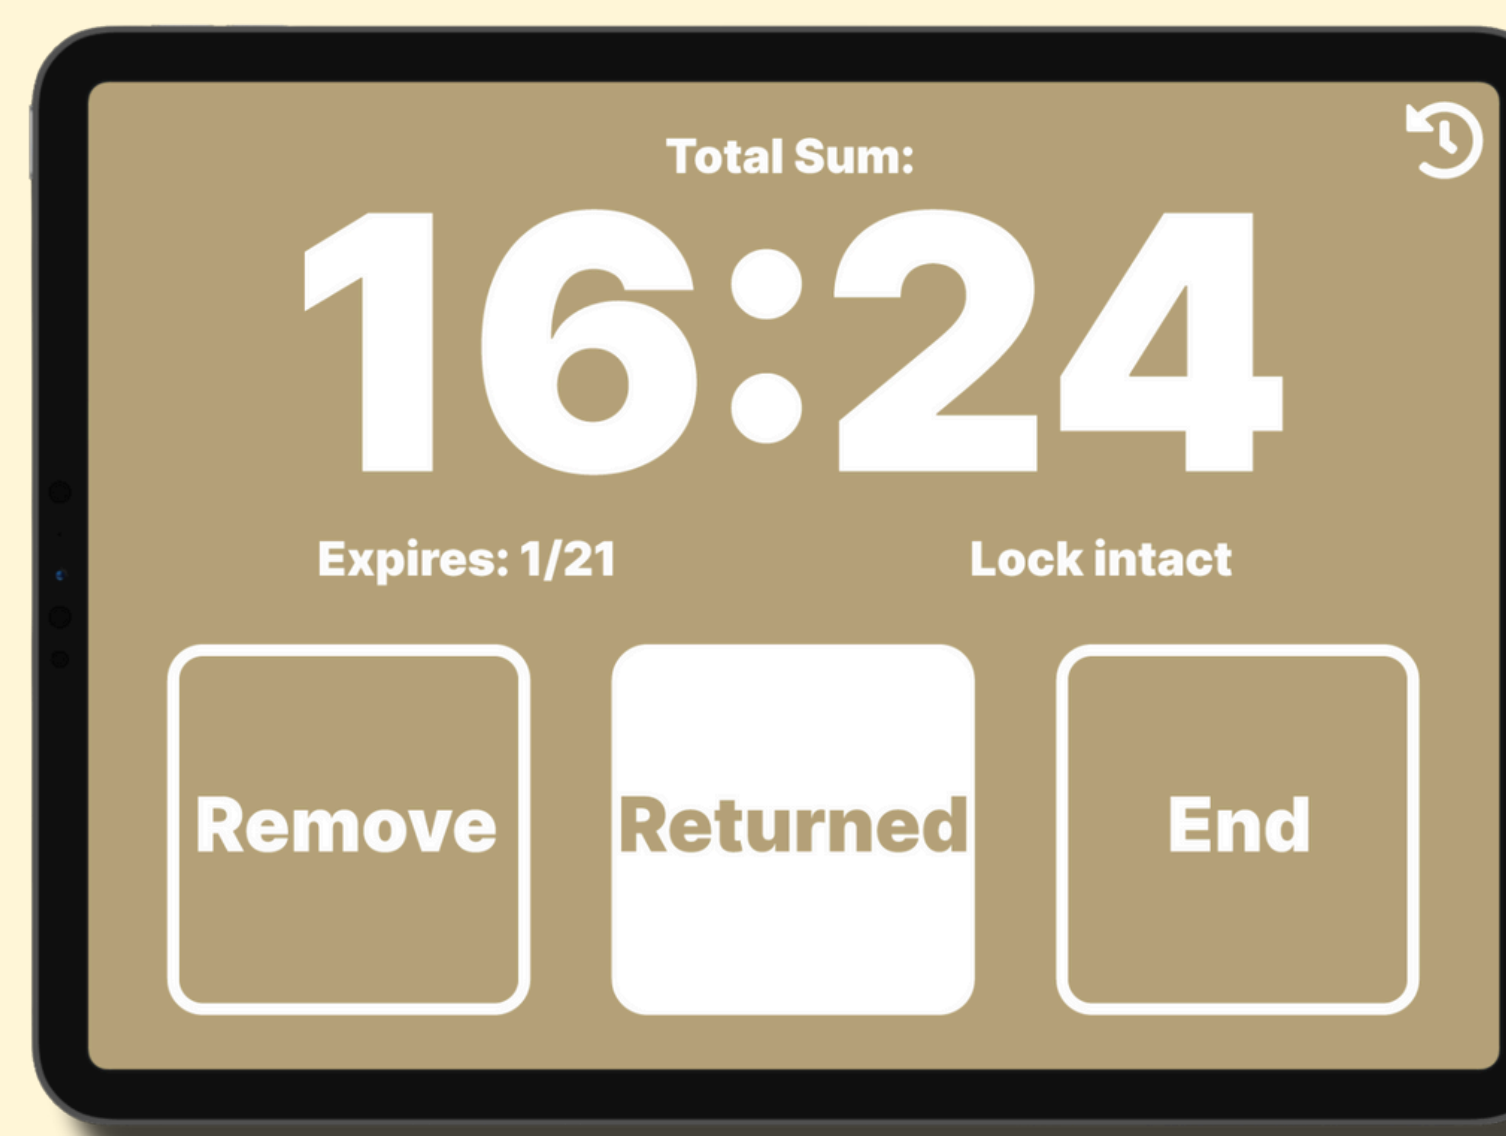 Total Sum:
16:24
Expires: 1/21
Lock intact
Remove
Returned
End